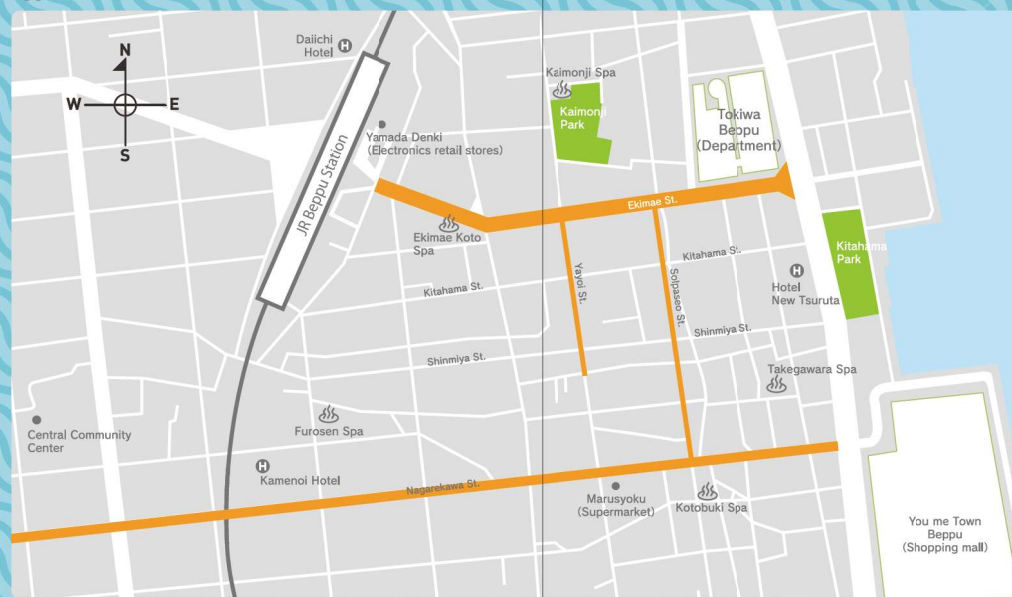 N
W E
S
Daiichi
Hotel
H
JR Beppu Station
Yamada Denki
(Electronics retail stores)
Kaimonji Spa
Kaimonji
Park
Tokiwa
Beppu
(Department)
Ekimae St.
Ekimae Koto
Spa
Kitahama
Park
Kitahama St.
Kitahama St.
Yayoi St.
Solpaseo St.
H
Hotel
New Tsuruta
Shinmiya St.
Shinmiya St.
Takegawara Spa
Central Community
Center
Furosen Spa
H
Kamenoi Hotel
Nagarekawa St.
Marusyoku
(Supermarket)
Kotobuki Spa
You me Town
Beppu
(Shopping mall)